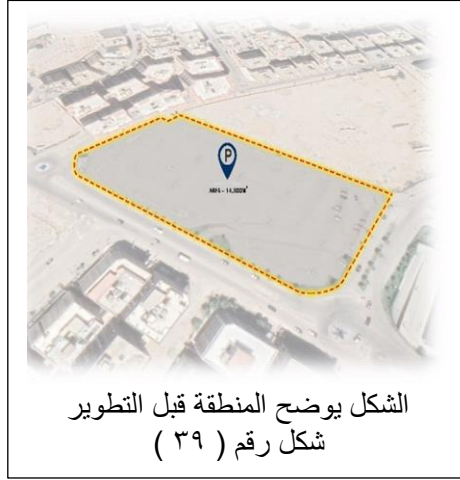 P
الشكل يوضح المنطقة قبل التطوير
شكل رقم ( ٣٩ )